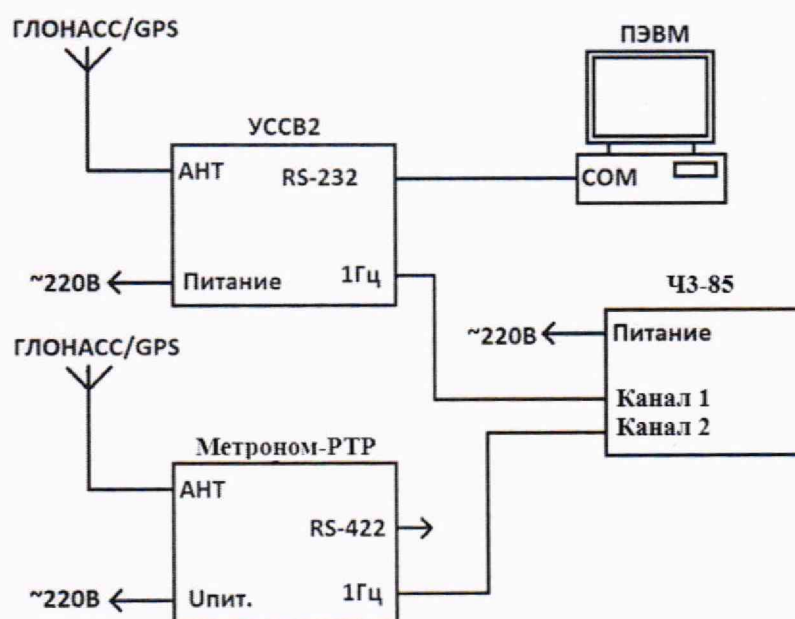 ГЛОНАСС/GPS
ПЭВМ
УССВ2
АНТ
RS-232
COM
~220В
Питание
1Гц
ЧЗ-85
~220В
Питание
ГЛОНАСС/GPS
Канал 1
Канал 2
Метроном-РТР
АНТ
RS-422
~220В
Uпит.
1Гц